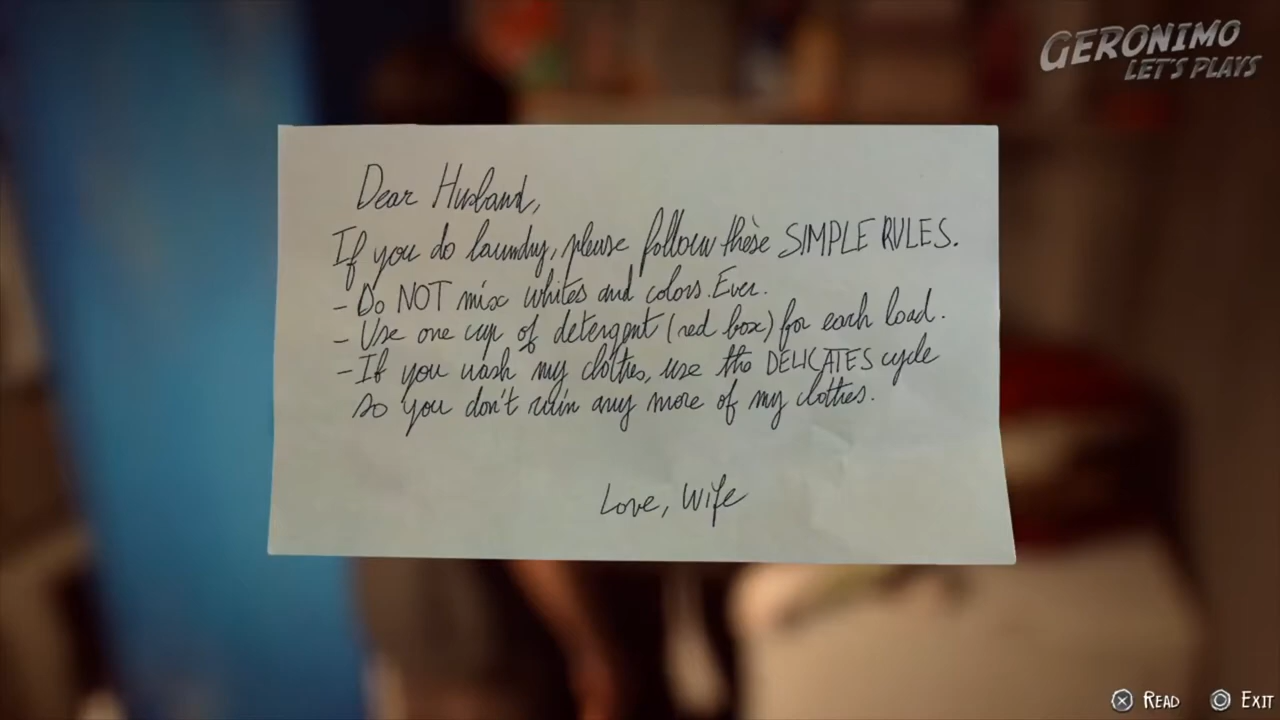 GERONIMO
LET'S PLAYS
Dear Husband,
If you do laundry, please follow these SIMPLE RULES.
- Do NOT mix whites and colors. Ever.
- Use one cup of detergent (red box) for each load.
- If you wash my clothes, use the DELICATES cycle
so you don't ruin any more of my clothes.
Love, Wife
READ EXIT